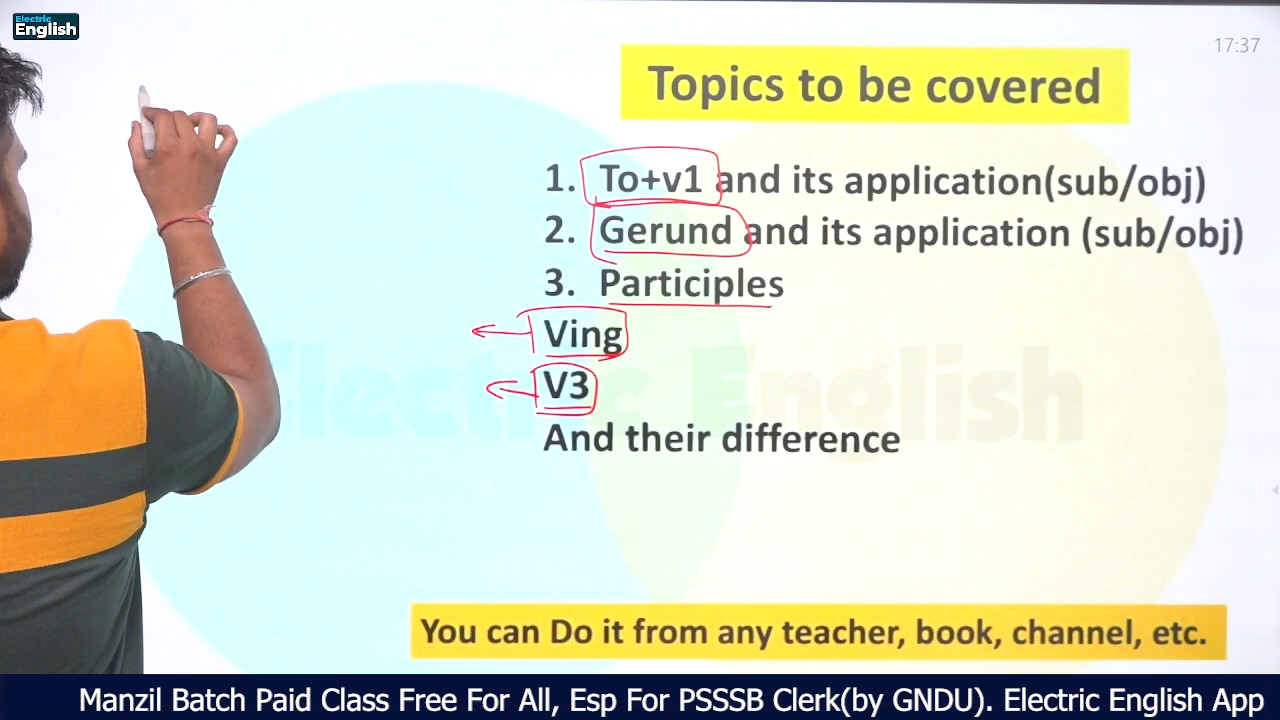 Electric
English
17:37
Topics to be covered
1. To+v1 and its application(sub/obj)
2. Gerund and its application (sub/obj)
3. Participles
Ving
V3
And their difference
Electric English
You can Do it from any teacher, book, channel, etc.
Manzil Batch Paid Class Free For All, Esp For PSSSB Clerk(by GNDU). Electric English App